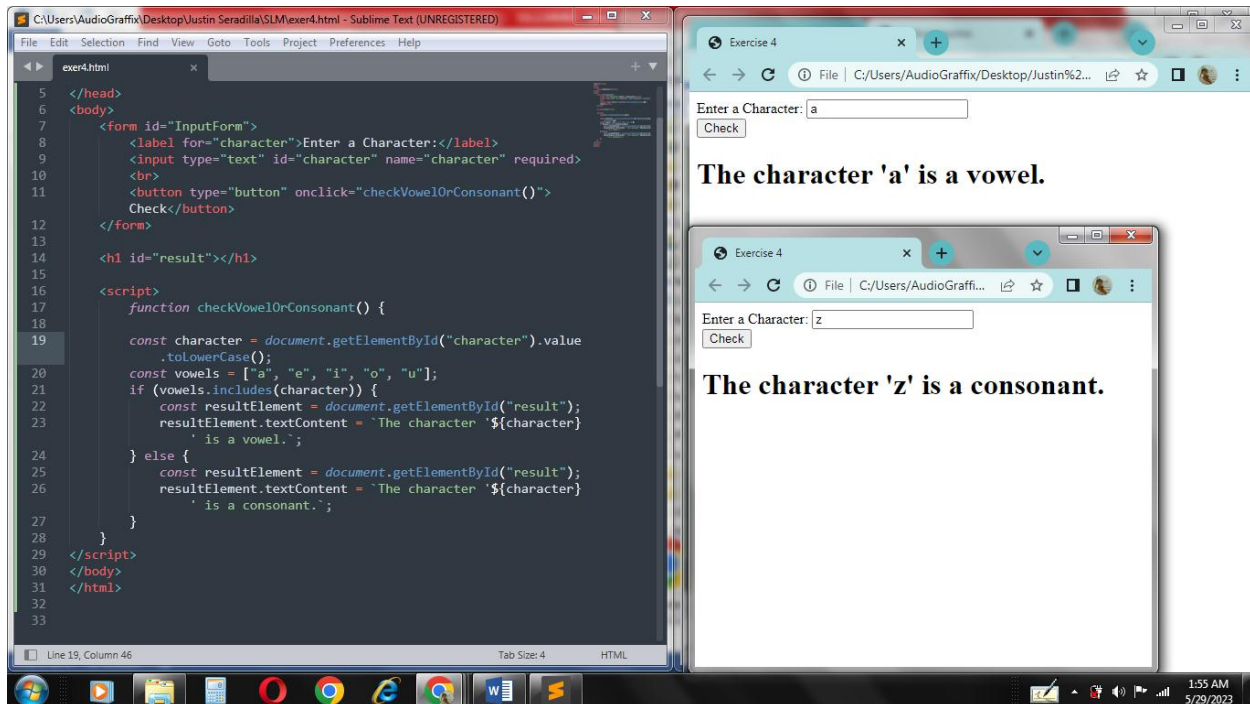 C:\Users\AudioGraffix\Desktop\Justin Seradilla\SLM\exer4.html - Sublime Text (UNREGISTERED)
File Edit Selection Find View Goto Tools Project Preferences Help
exer4.html
5 </head>
6 <body>
7 <form id="InputForm">
8 <label for="character">Enter a Character:</label>
9 <input type="text" id="character" name="character" required>
10 <br>
11 <button type="button" onclick="checkVowelOrConsonant()">
Check</button>
12 </form>
13
14 <h1 id="result"></h1>
15
16 <script>
17 function checkVowelOrConsonant() {
18
19 const character = document.getElementById("character").value
.toLowerCase();
20 const vowels = ["a", "e", "i", "o", "u"];
21 if (vowels.includes(character)) {
22 const resultElement = document.getElementById("result");
23 resultElement.textContent = `The character '${character}
' is a vowel.`;
24 } else {
25 const resultElement = document.getElementById("result");
26 resultElement.textContent = `The character '${character}
' is a consonant.`;
27 }
28 }
29 </script>
30 </body>
31 </html>
32
33
Line 19, Column 46 Tab Size: 4 HTML
Exercise 4
File C:/Users/AudioGraffix/Desktop/Justin%2...
Enter a Character: a
Check
The character 'a' is a vowel.
Exercise 4
File C:/Users/AudioGraffi...
Enter a Character: z
Check
The character 'z' is a consonant.
1:55 AM
5/29/2023